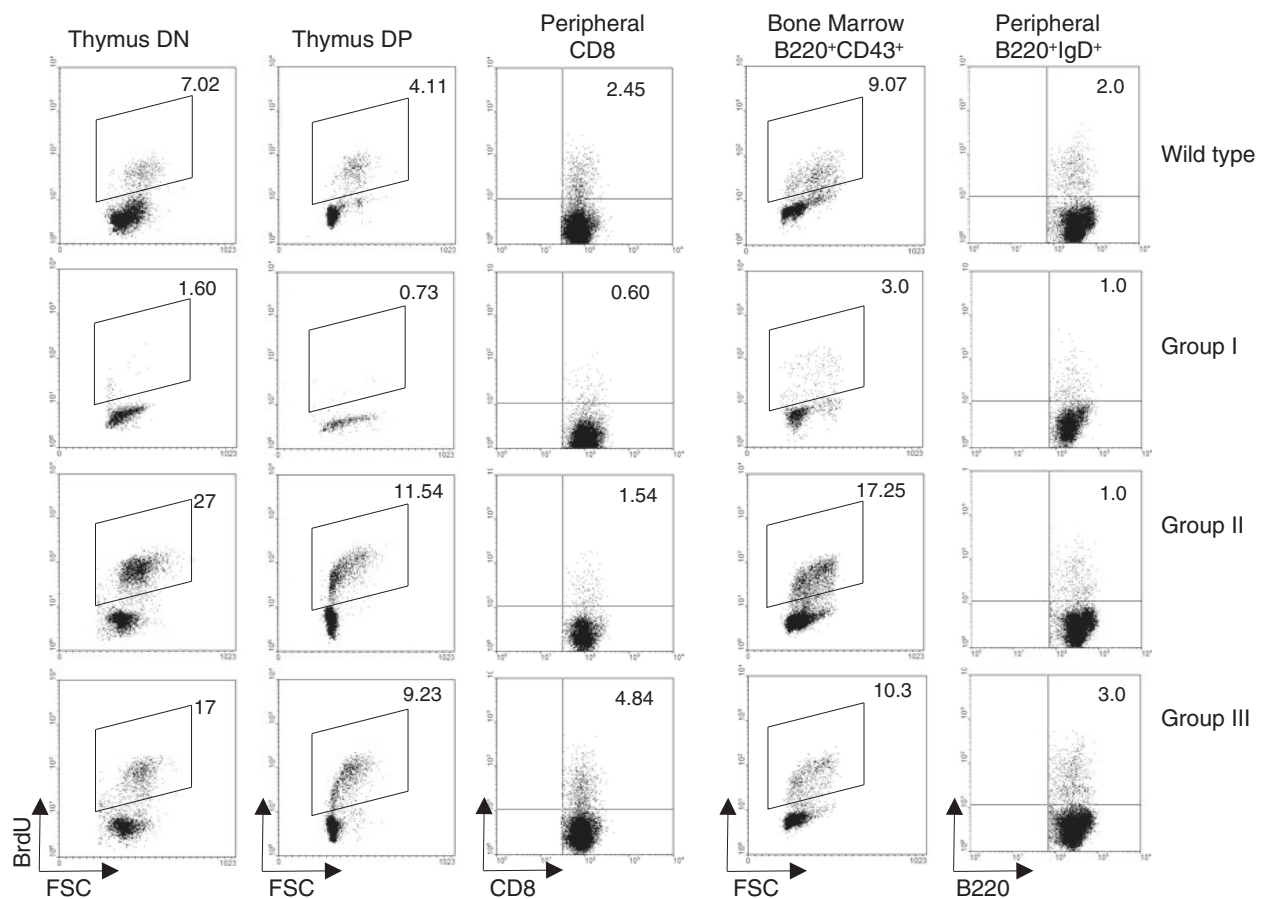 Thymus DN
Thymus DP
Peripheral
CD8
Bone Marrow
B220⁺CD43⁺
Peripheral
B220⁺IgD⁺
7.02
4.11
2.45
9.07
2.0
Wild type
1.60
0.73
0.60
3.0
1.0
Group I
27
11.54
1.54
17.25
1.0
Group II
17
9.23
4.84
10.3
3.0
Group III
BrdU
FSC
FSC
CD8
FSC
B220